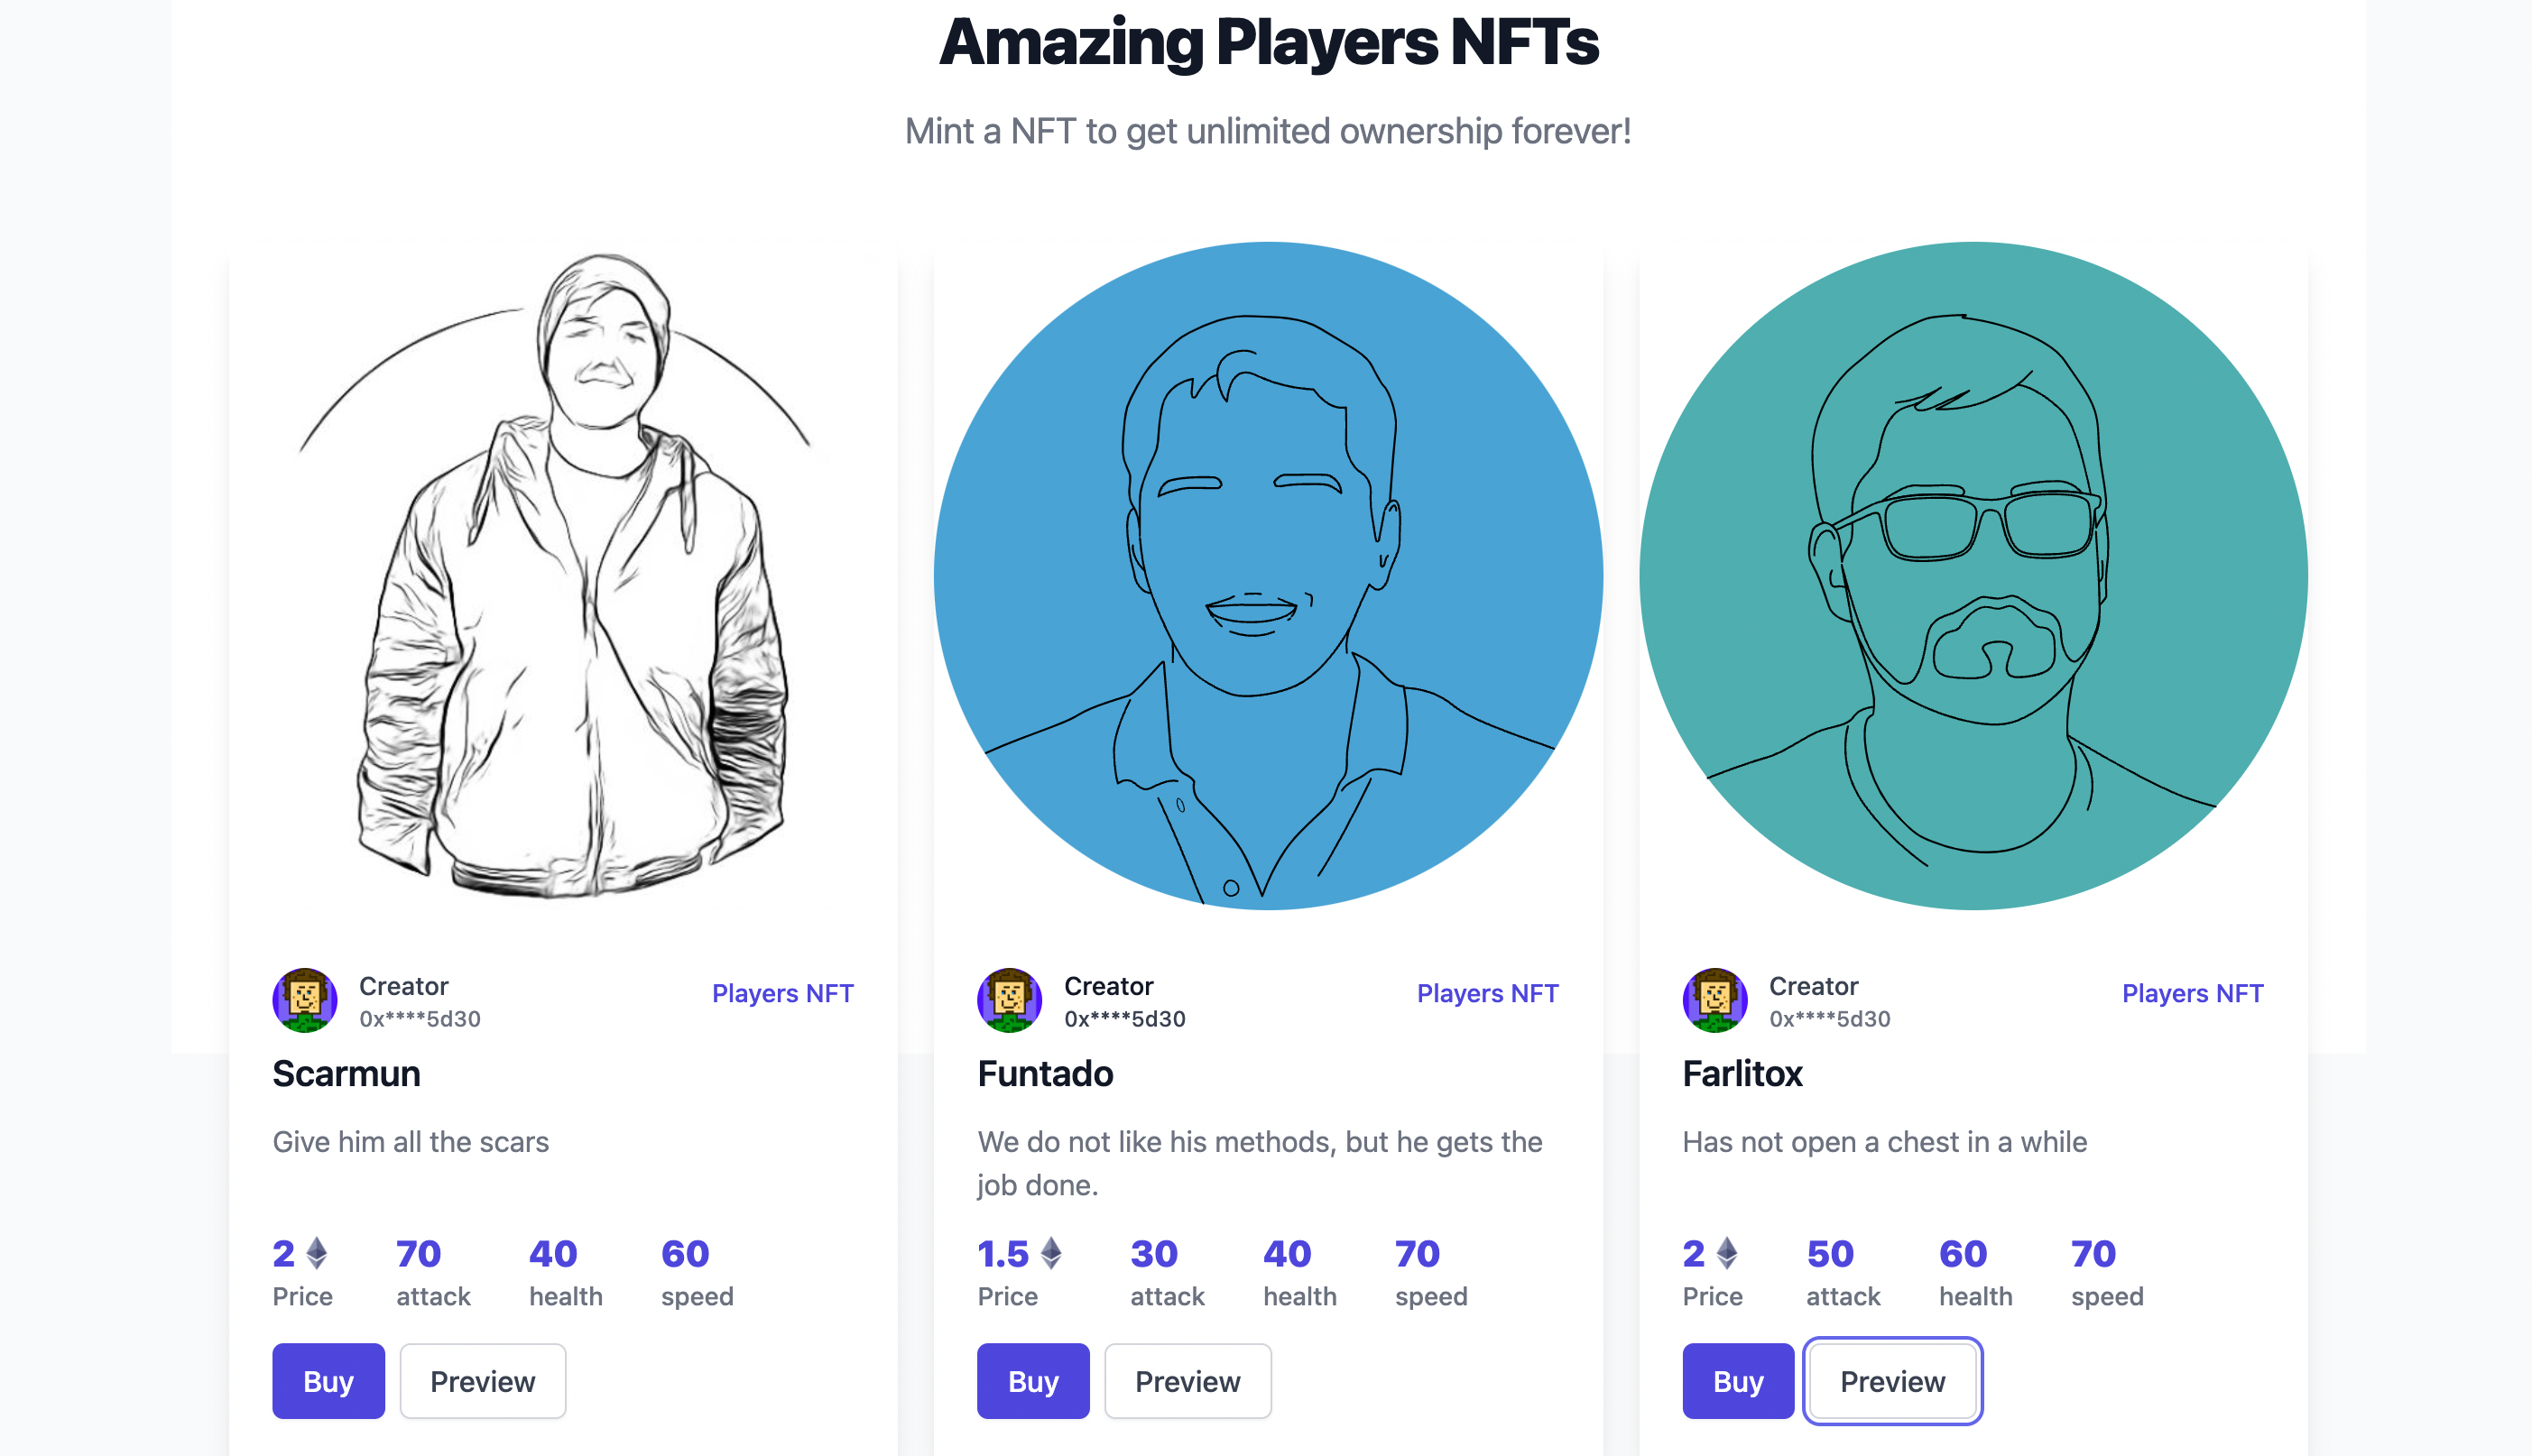 Amazing Players NFTs
Mint a NFT to get unlimited ownership forever!
Creator
0x****5d30
Players NFT
Scarmun
Give him all the scars
2
70
40
60
Price
attack
health
speed
Buy
Preview
Creator
0x****5d30
Players NFT
Funtado
We do not like his methods, but he gets the
job done.
1.5
30
40
70
Price
attack
health
speed
Buy
Preview
Creator
0x****5d30
Players NFT
Farlitox
Has not open a chest in a while
2
50
60
70
Price
attack
health
speed
Buy
Preview